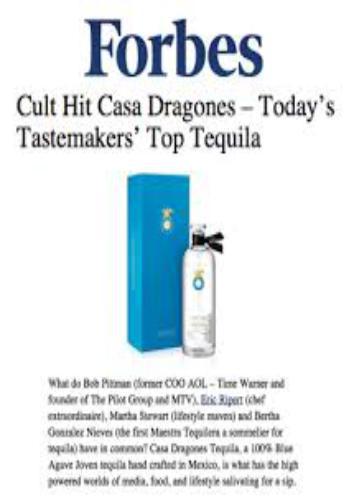 Forbes
Cult Hit Casa Dragones – Today's
Tastemakers' Top Tequila
What do Bob Pittman (former COO AOL – Time Warner and
founder of The Pilot Group and MTV), Eric Ripert (chef
extraordinaire), Martha Stewart (lifestyle maven) and Bertha
Gonzalez Nieves (the first Maestra Tequilera a sommelier for
tequila) have in common? Casa Dragones Tequila, a 100% Blue
Agave Joven tequila hand crafted in Mexico, is what has the high
powered worlds of media, food, and lifestyle salivating for a sip.